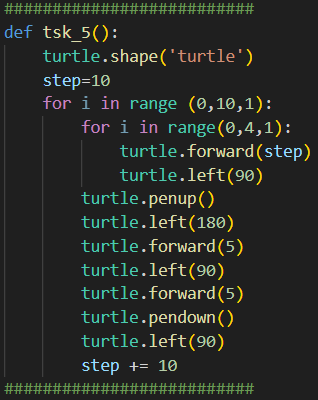 ##########################
def tsk_5():
    turtle.shape('turtle')
    step=10
    for i in range (0,10,1):
        for i in range(0,4,1):
            turtle.forward(step)
            turtle.left(90)
        turtle.penup()
        turtle.left(180)
        turtle.forward(5)
        turtle.left(90)
        turtle.forward(5)
        turtle.pendown()
        turtle.left(90)
        step += 10
##########################